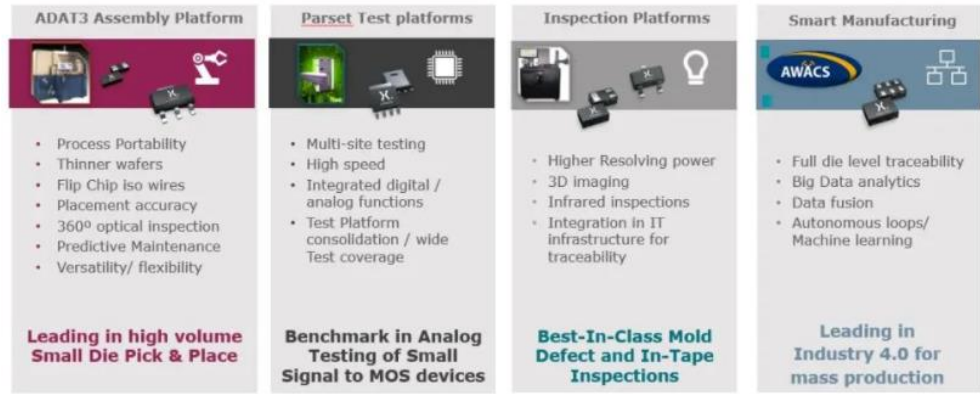 ADAT3 Assembly Platform
• Process Portability
• Thinner wafers
• Flip Chip iso wires
• Placement accuracy
• 360º optical inspection
• Predictive Maintenance
• Versatility/ flexibility
Leading in high volume
Small Die Pick & Place
Parset Test platforms
• Multi-site testing
• High speed
• Integrated digital /
analog functions
• Test Platform
consolidation / wide
Test coverage
Benchmark in Analog
Testing of Small
Signal to MOS devices
Inspection Platforms
• Higher Resolving power
• 3D imaging
• Infrared inspections
• Integration in IT
infrastructure for
traceability
Best-In-Class Mold
Defect and In-Tape
Inspections
Smart Manufacturing
AWACS
• Full die level traceability
• Big Data analytics
• Data fusion
• Autonomous loops/
Machine learning
Leading in
Industry 4.0 for
mass production